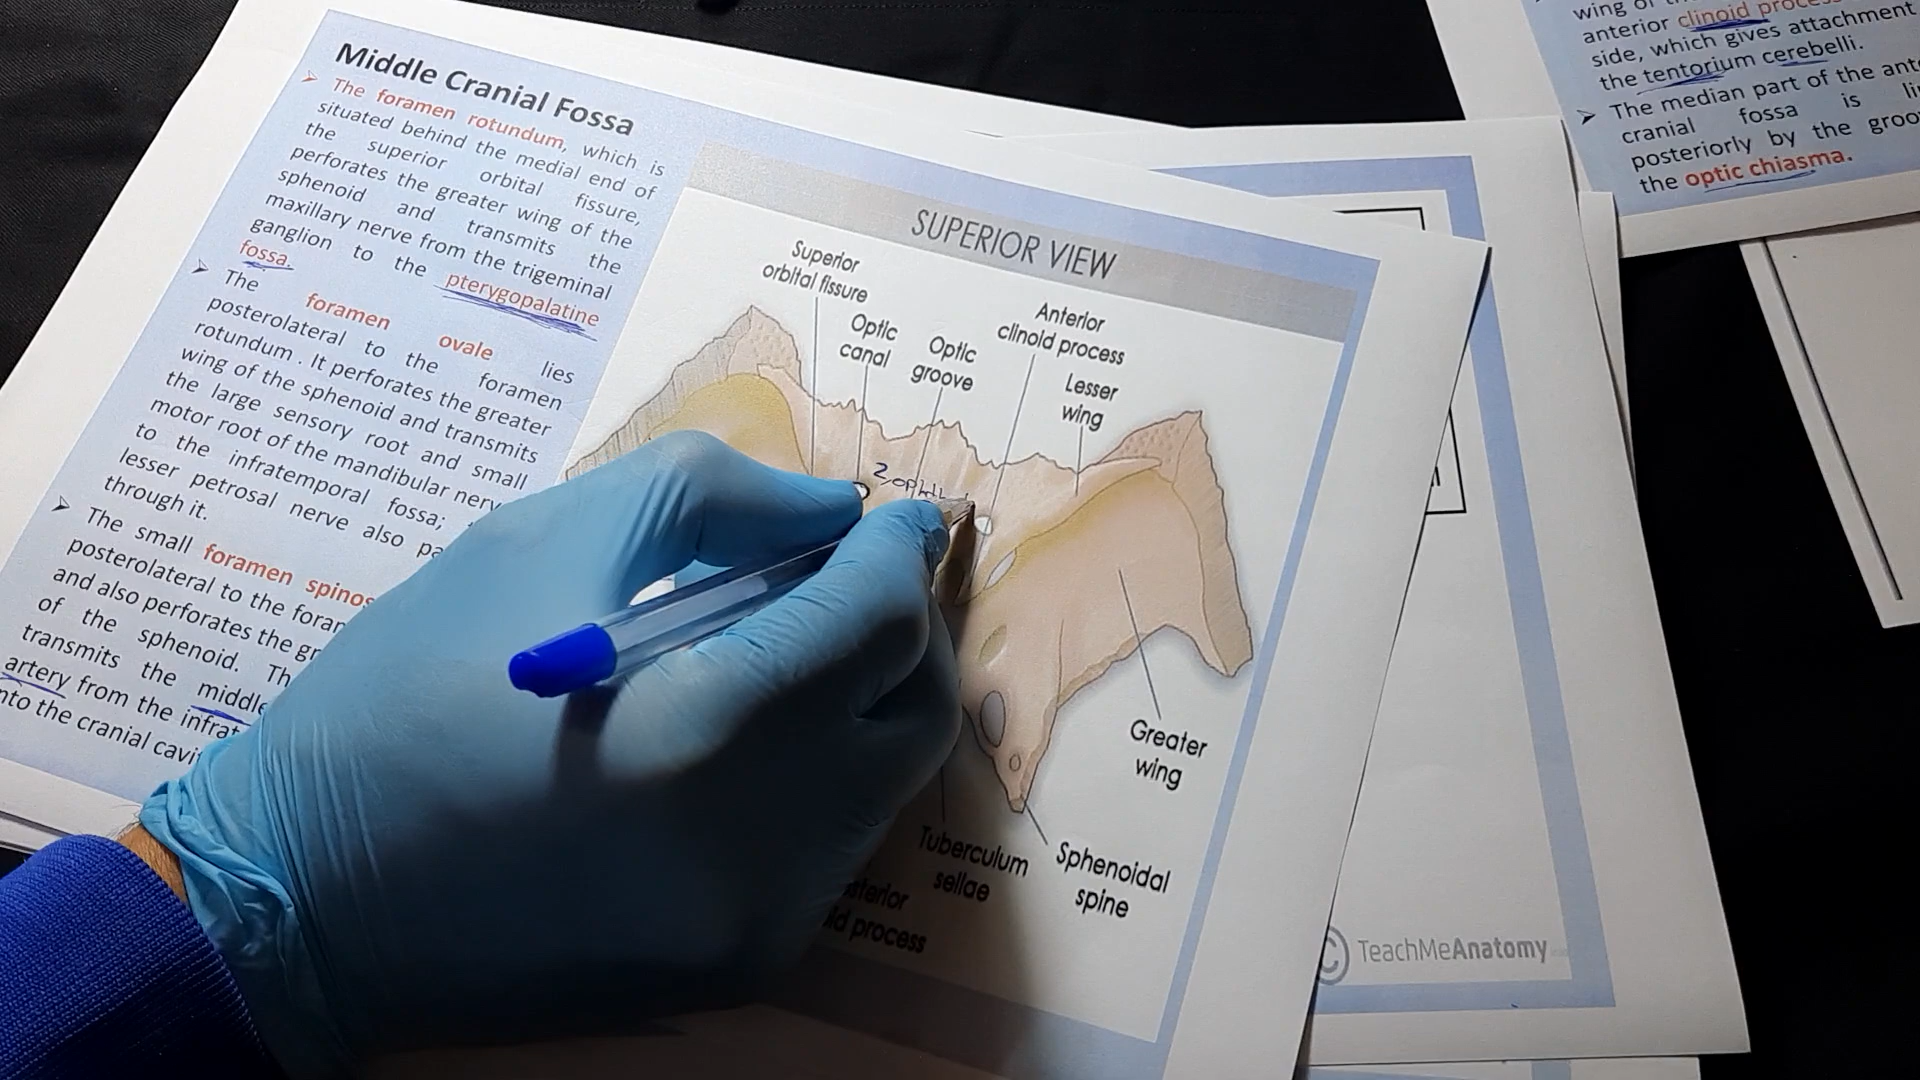 Middle Cranial Fossa
The foramen rotundum, which is
situated behind the medial end of
the superior orbital fissure,
perforates the greater wing of the
sphenoid and transmits the
maxillary nerve from the trigeminal
ganglion to the pterygopalatine
fossa.
The foramen ovale lies
posterolateral to the foramen
rotundum . It perforates the greater
wing of the sphenoid and transmits
the large sensory root and small
motor root of the mandibular nerv
to the infratemporal fossa;
lesser petrosal nerve also pa
through it.
The small foramen spinos
posterolateral to the foran
and also perforates the gr
of the sphenoid. Th
transmits the middle
artery from the infrat
nto the cranial cavi
SUPERIOR VIEW
Superior
orbital fissure
Optic
canal
Optic
groove
Anterior
clinoid process
Lesser
wing
2
Greater
wing
Tuberculum
sellae
Sphenoidal
spine
sterior
id process
wing of
anterior clinoid process
side, which gives attachment
the tentorium cerebelli.
The median part of the ante
cranial fossa is li
posteriorly by the groo
the optic chiasma.
© TeachMeAnatomy